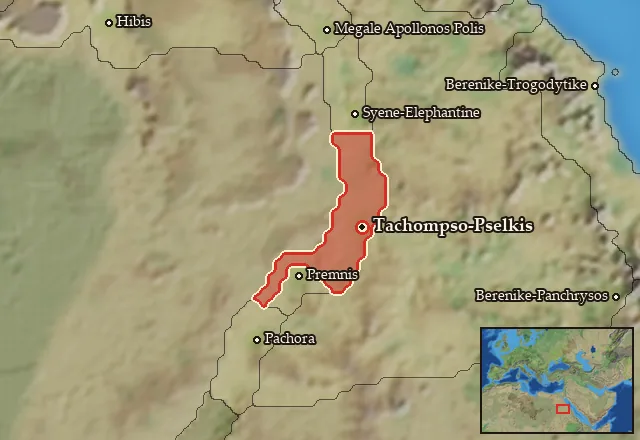 Hibis
Megale Apollonos Polis
Berenike-Trogodytike
Syene-Elephantine
Tachompso-Pselkis
Premnis
Berenike-Panchrysos
Pachora